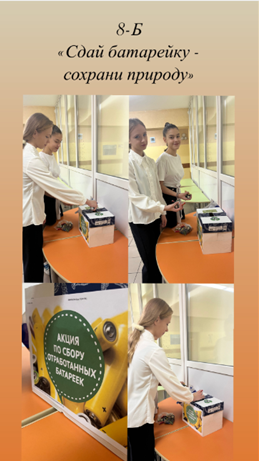 8-Б
«Сдай батарейку -
сохрани природу»
АКЦИЯ
ПО СБОРУ
ОТРАБОТАННЫХ
БАТАРЕЕК